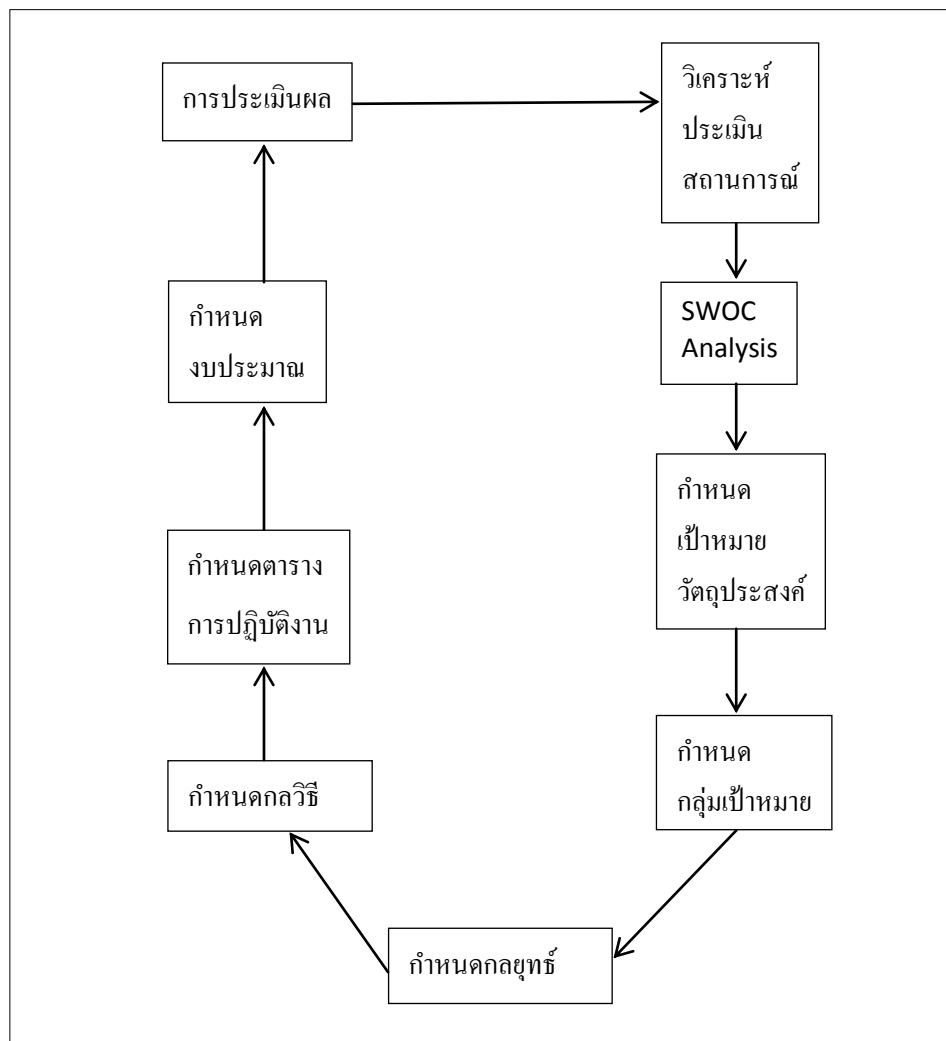 การประเมินผล
วิเคราะห์
ประเมิน
สถานการณ์
SWOC
Analysis
กำหนด
เป้าหมาย
วัตถุประสงค์
กำหนด
กลุ่มเป้าหมาย
กำหนดกลยุทธ์
กำหนดกลวิธี
กำหนดตาราง
การปฏิบัติงาน
กำหนด
งบประมาณ